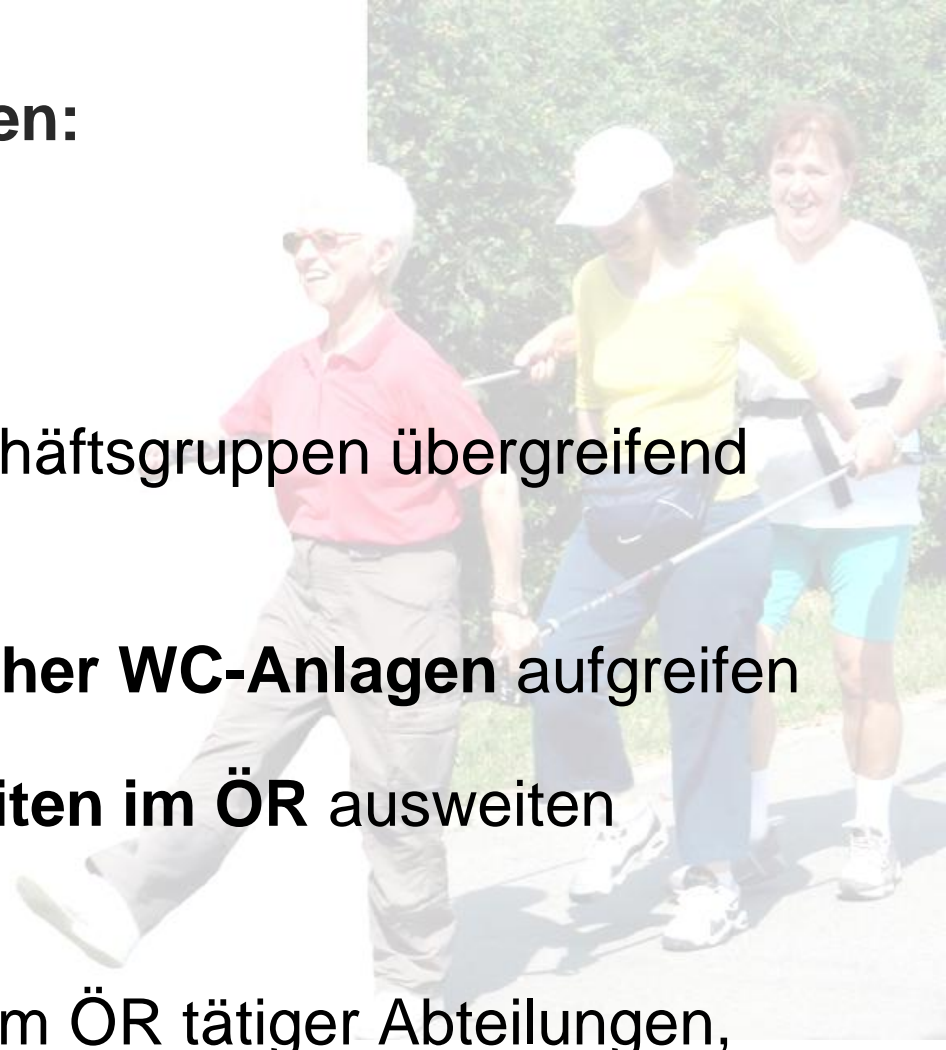 en:
häftsgruppen übergreifend
her WC-Anlagen aufgreifen
iten im ÖR ausweiten
m ÖR tätiger Abteilungen,